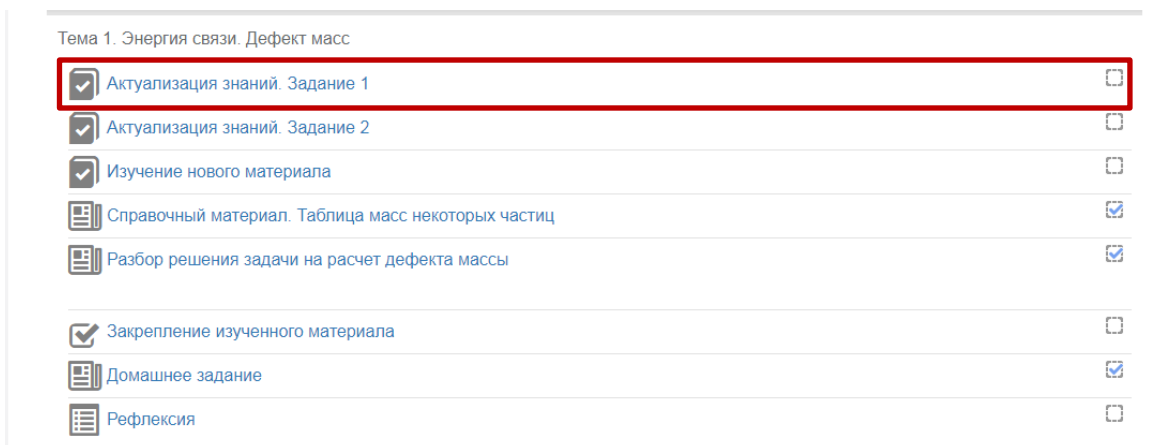 Тема 1. Энергия связи. Дефект масс
Актуализация знаний. Задание 1
Актуализация знаний. Задание 2
Изучение нового материала
Справочный материал. Таблица масс некоторых частиц
Разбор решения задачи на расчет дефекта массы
Закрепление изученного материала
Домашнее задание
Рефлексия